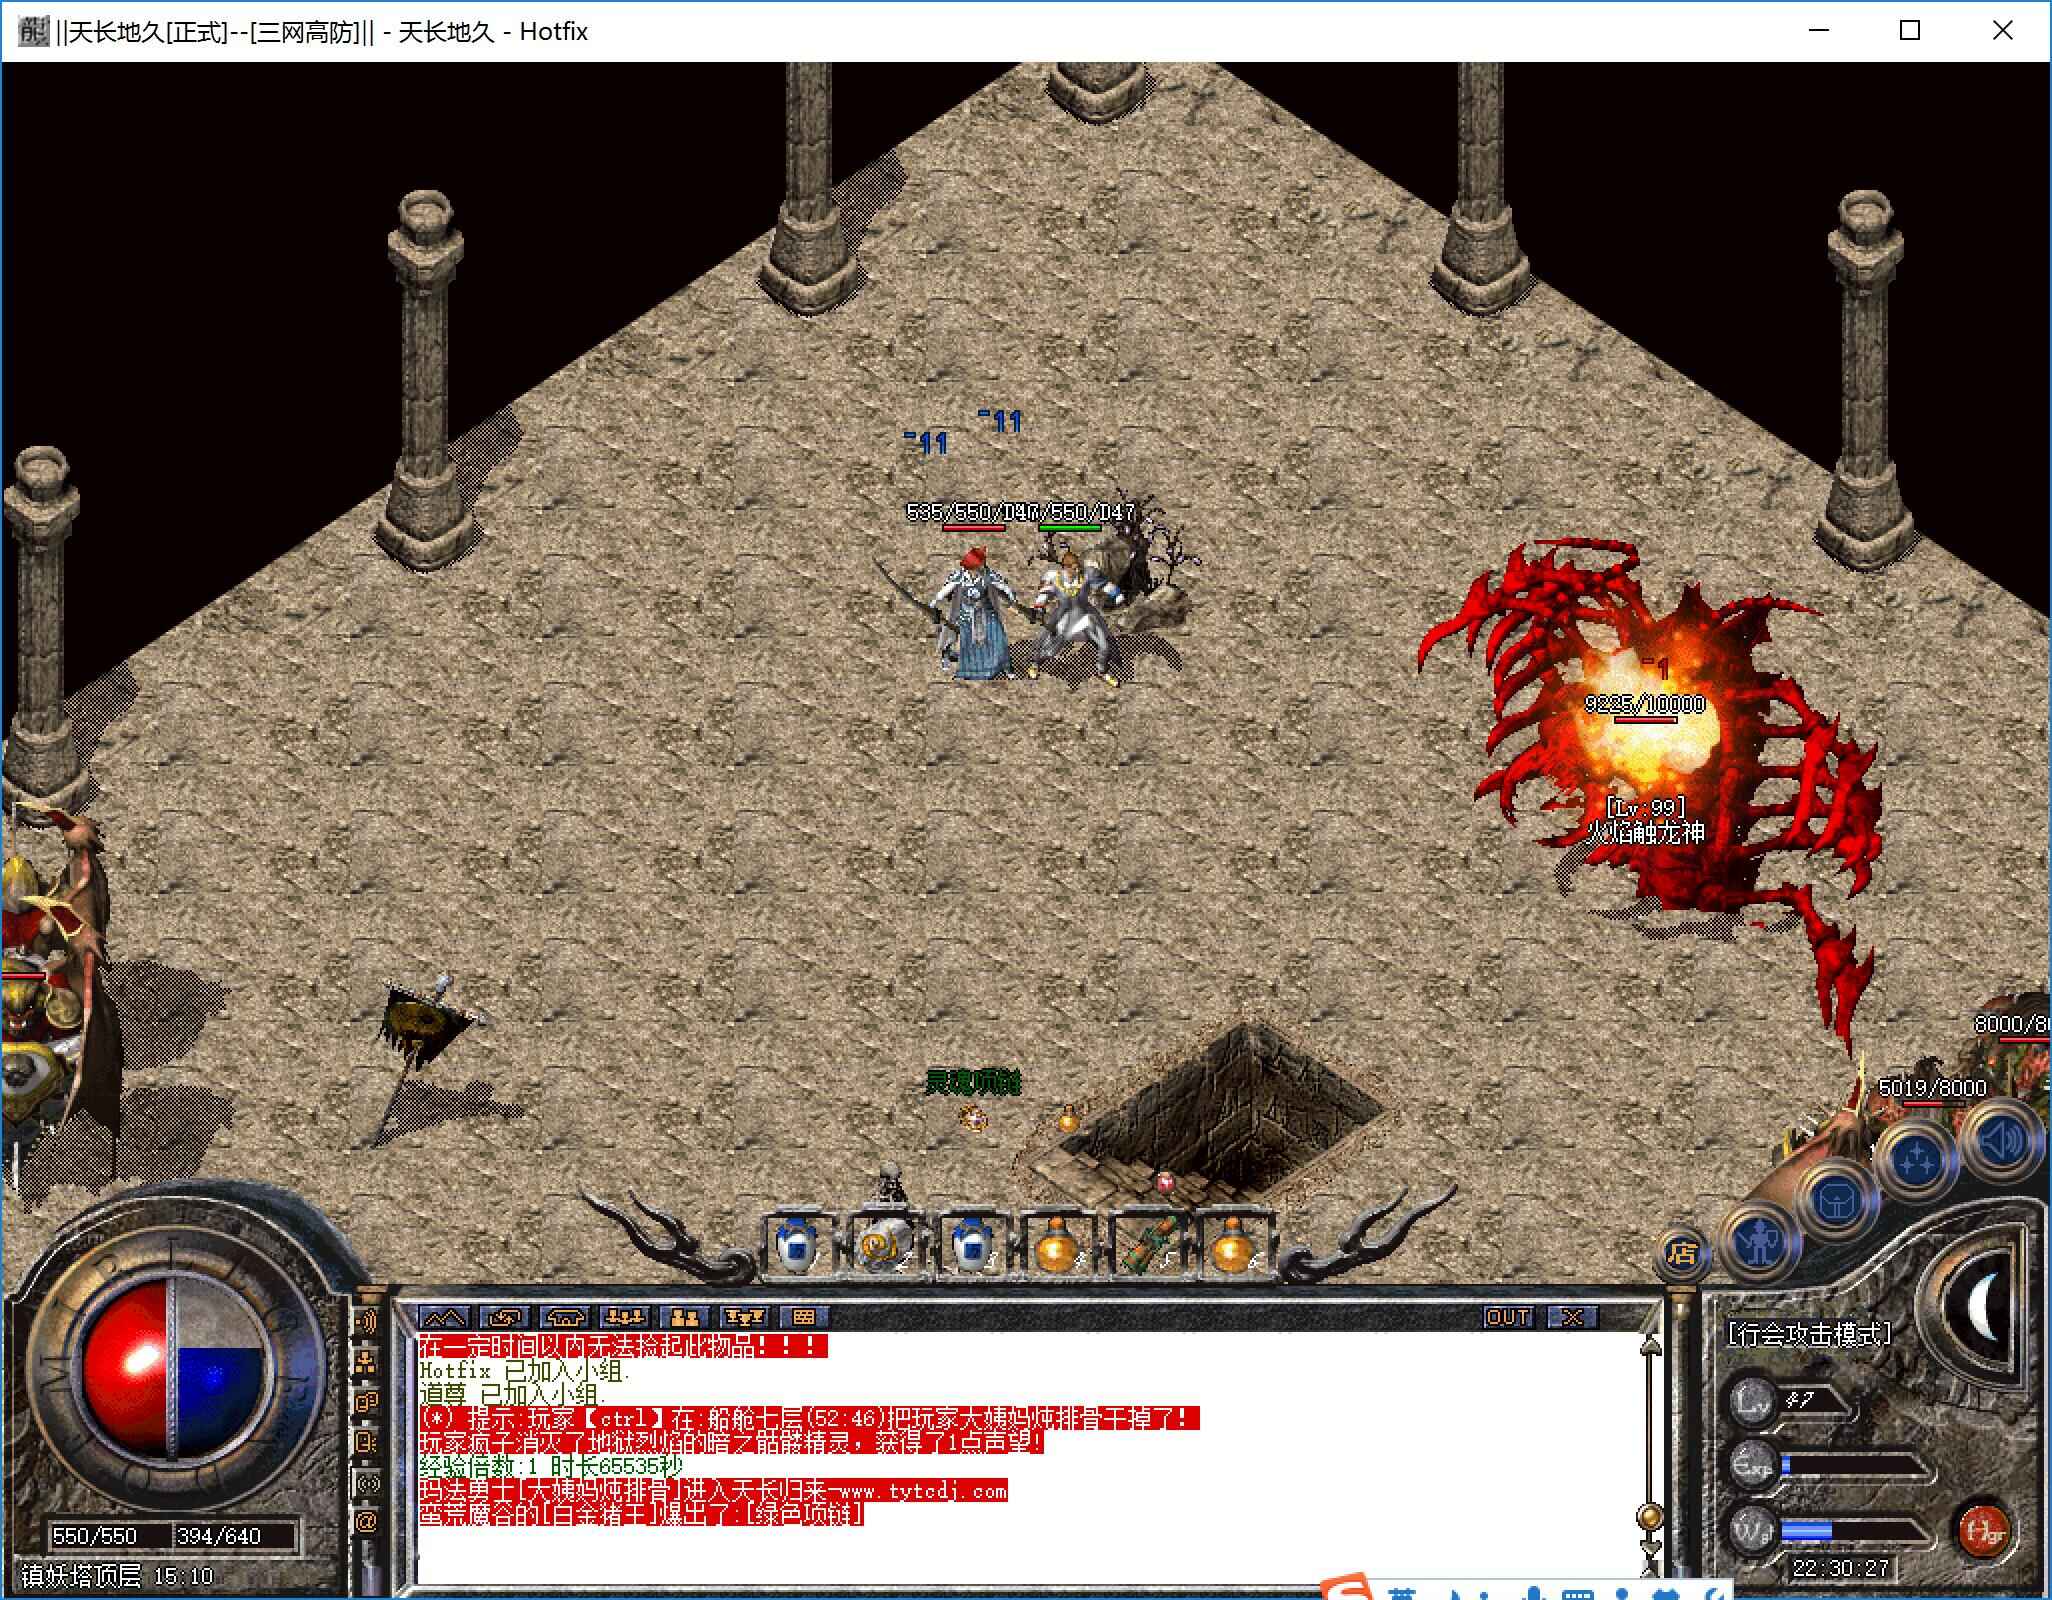 ||天长地久[正式]--[三网高防]|| - 天长地久 - Hotfix
-11
-11
535/550/D
/550/D47
-1
9225/10000
[Lv:99]
火焰触龙神
8000/80
5019/8000
灵魂项链
店
OUT
在一定时间以内无法捡起此物品！！！！
Hotfix 已加入小组.
道尊 已加入小组.
(*) 提示:玩家【ctrl】在:船舱七层(52:46)把玩家大姨妈炖排骨干掉了！
玩家疯子消灭了地狱烈焰的暗之骷髅精灵，获得了1点声望!
经验倍数:1 时长65535秒
玛法勇士[大姨妈炖排骨]进入天长归来-www.tytcdj.com
蛮荒魔谷的[白金猪王]爆出了:[绿色项链]
[行会攻击模式]
Lv 47
Exp
Wgt
Hgr
22:30:27
550/550 394/640
镇妖塔顶层 15:10
英